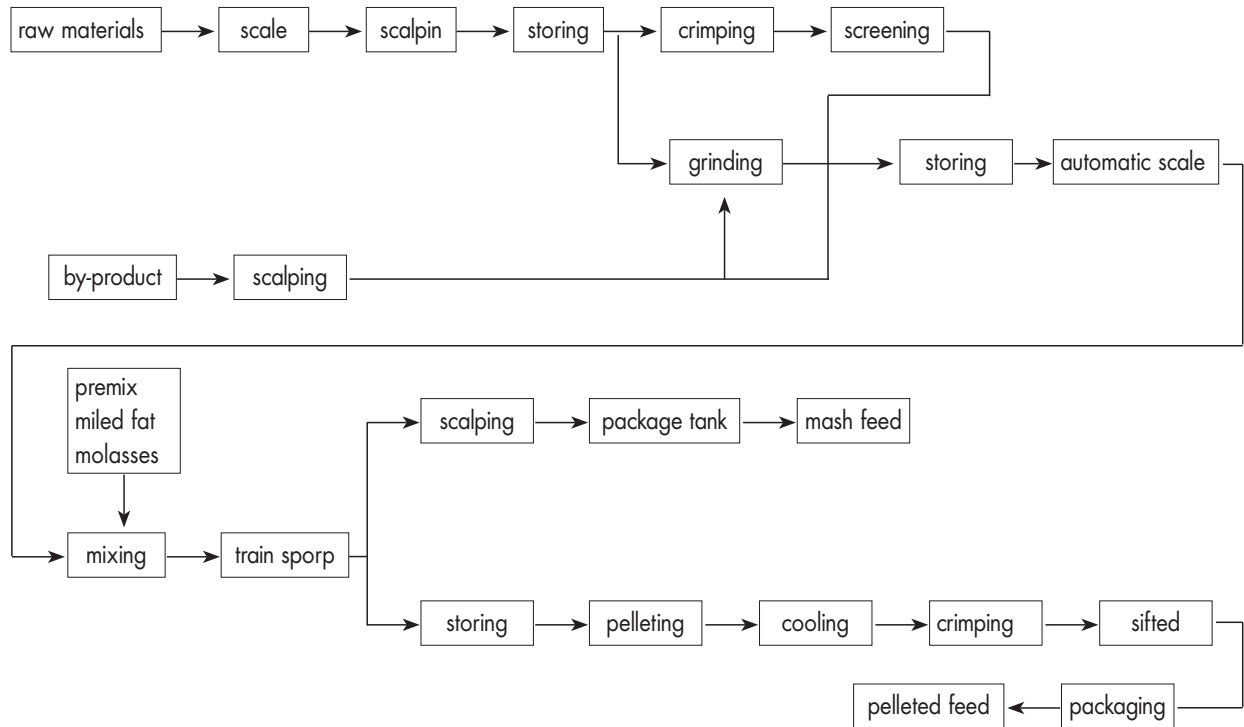 raw materials
scale
scalpin
storing
crimping
screening
grinding
storing
automatic scale
by-product
scalping
premix
miled fat
molasses
scalping
package tank
mash feed
mixing
train sporp
storing
pelleting
cooling
crimping
sifted
pelleted feed
packaging